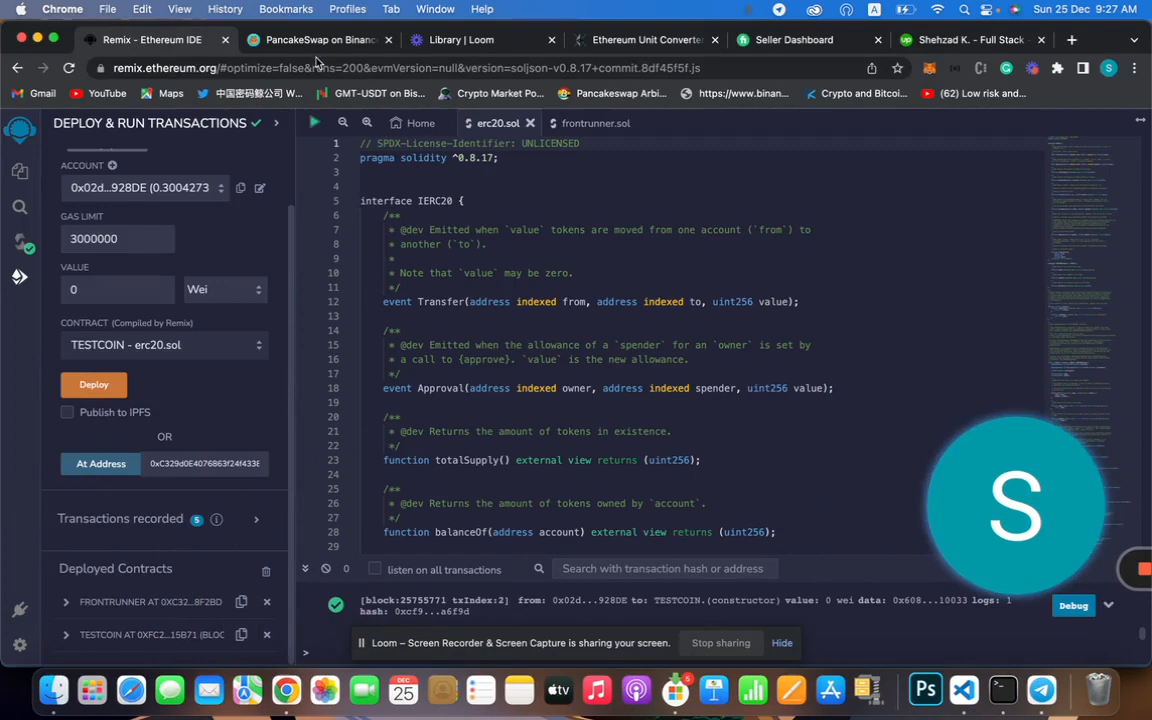 Chrome File Edit View History Bookmarks Profiles Tab Window Help A Sun 25 Dec 9:27 AM
Remix - Ethereum IDE PancakeSwap on Binanc Library | Loom Ethereum Unit Converte Seller Dashboard Shehzad K. - Full Stack
remix.ethereum.org/#optimize=false&runs=200&evmVersion=null&version=soljson-v0.8.17+commit.8df45f5f.js
S
Gmail YouTube Maps 中国密码鲸公司 W... GMT-USDT on Bis... Crypto Market Po... Pancakeswap Arbi... https://www.binan... Crypto and Bitcoi... (62) Low risk and...
DEPLOY & RUN TRANSACTIONS
Home erc20.sol frontrunner.sol
ACCOUNT
0x02d...928DE (0.3004273
GAS LIMIT
3000000
VALUE
0 Wei
CONTRACT (Compiled by Remix)
TESTCOIN - erc20.sol
Deploy
Publish to IPFS
OR
At Address 0xC329d0E4076863f24f433E
Transactions recorded 5 i
Deployed Contracts
FRONTRUNNER AT 0XC32...8F2BD
TESTCOIN AT 0XFC2...15B71 (BLOC
1 // SPDX-License-Identifier: UNLICENSED
2 pragma solidity ^0.8.17;
3
4
5 interface IERC20 {
6 /**
7 * @dev Emitted when `value` tokens are moved from one account (`from`) to
8 * another (`to`).
9 *
10 * Note that `value` may be zero.
11 */
12 event Transfer(address indexed from, address indexed to, uint256 value);
13
14 /**
15 * @dev Emitted when the allowance of a `spender` for an `owner` is set by
16 * a call to {approve}. `value` is the new allowance.
17 */
18 event Approval(address indexed owner, address indexed spender, uint256 value);
19
20 /**
21 * @dev Returns the amount of tokens in existence.
22 */
23 function totalSupply() external view returns (uint256);
24
25 /**
26 * @dev Returns the amount of tokens owned by `account`.
27 */
28 function balanceOf(address account) external view returns (uint256);
29
S
0 listen on all transactions Search with transaction hash or address
[block:25755771 txIndex:2] from: 0x02d...928DE to: TESTCOIN.(constructor) value: 0 wei data: 0x608...10033 logs: 1
hash: 0xcf9...a6f9d
Debug
Loom – Screen Recorder & Screen Capture is sharing your screen. Stop sharing Hide
>
DEC
25
5
tv
Ps